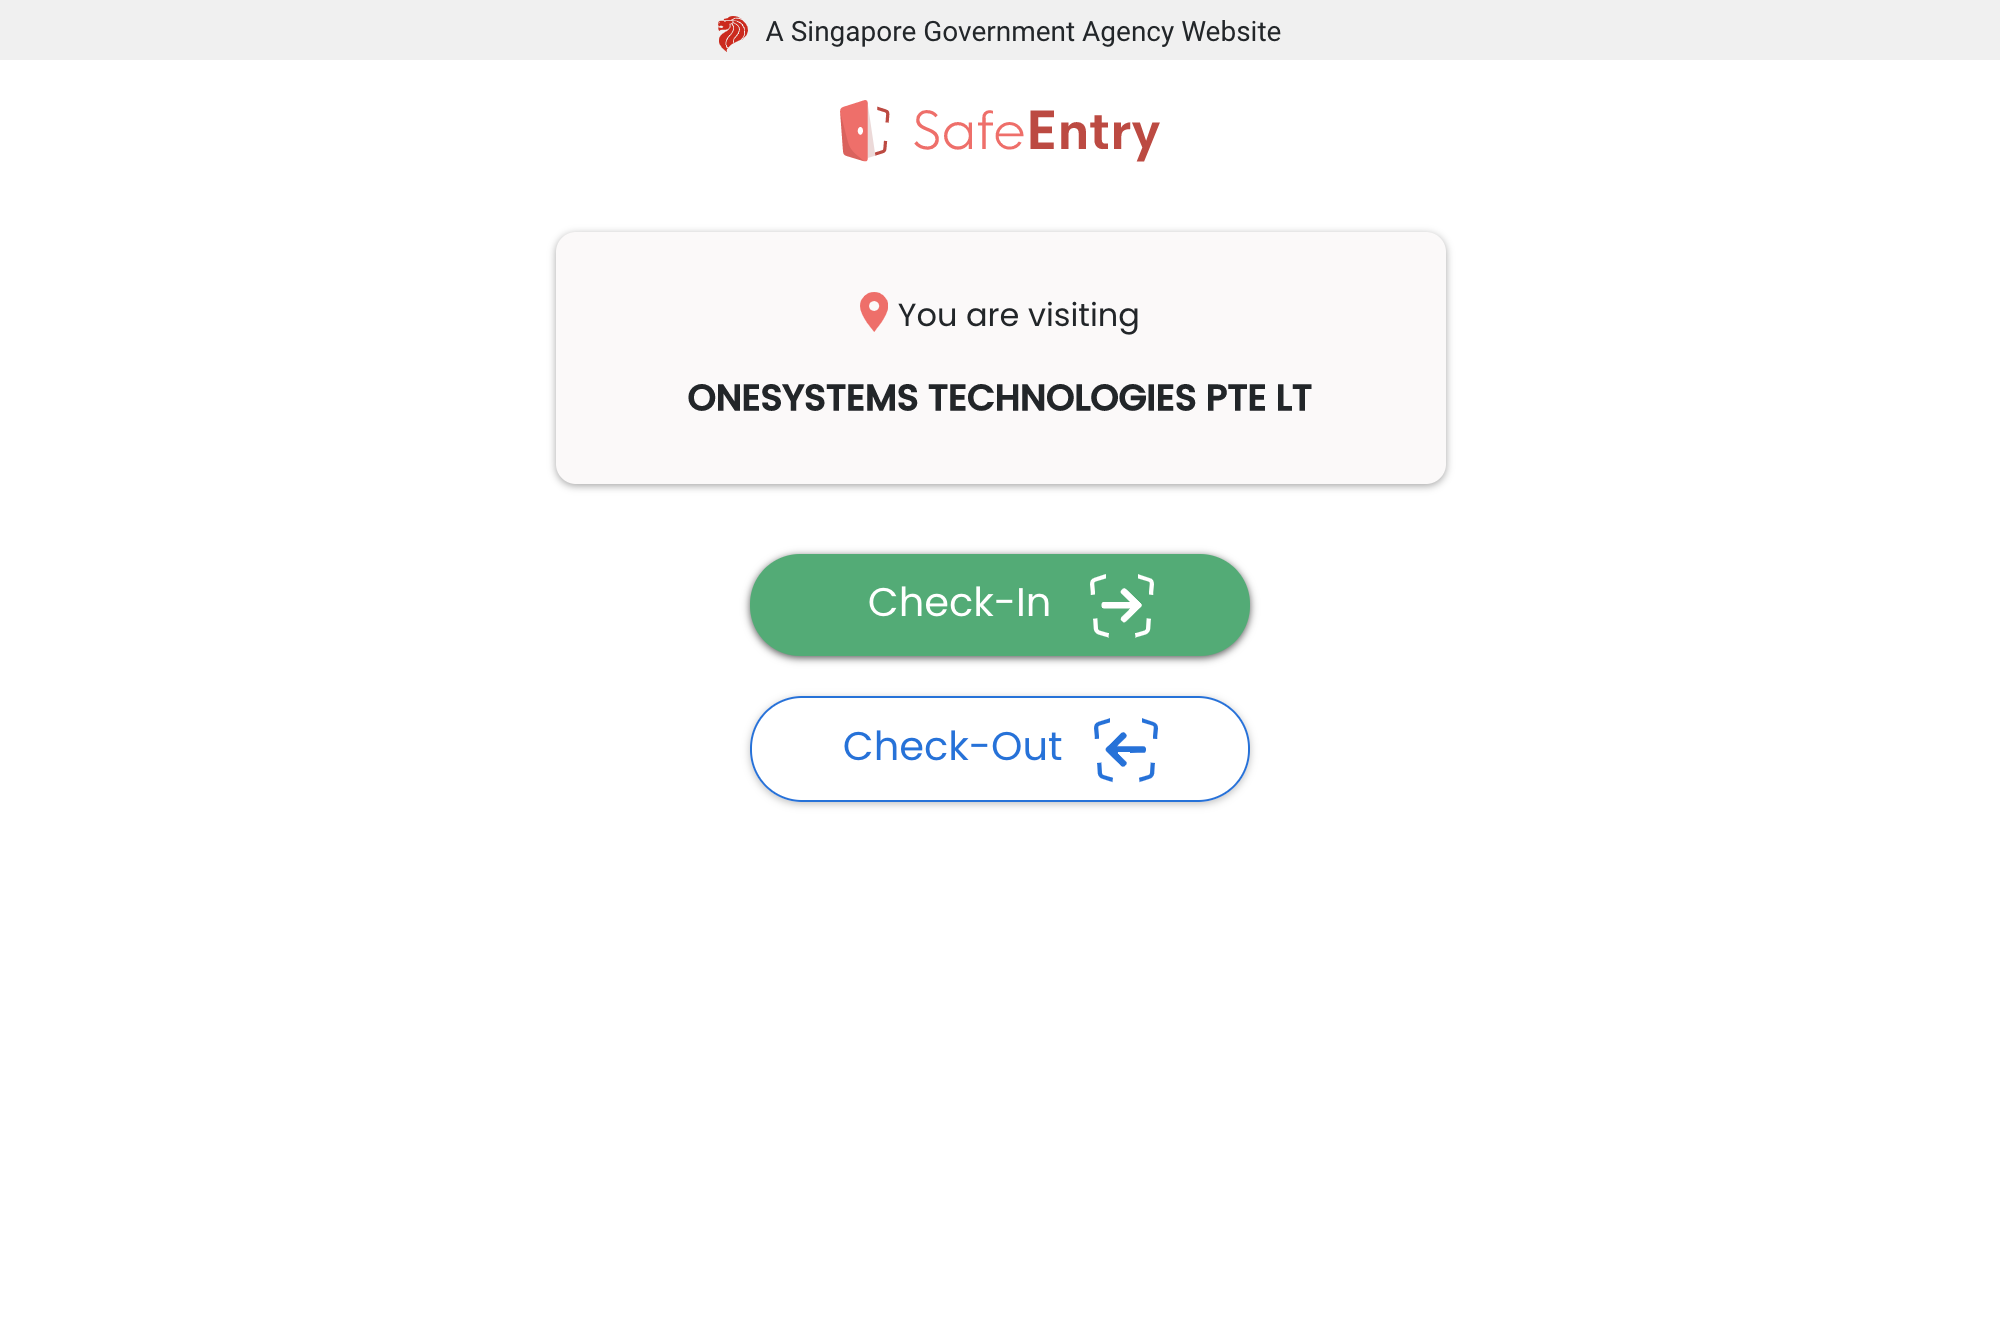 A Singapore Government Agency Website
SafeEntry
You are visiting
ONESYSTEMS TECHNOLOGIES PTE LT
Check-In
Check-Out